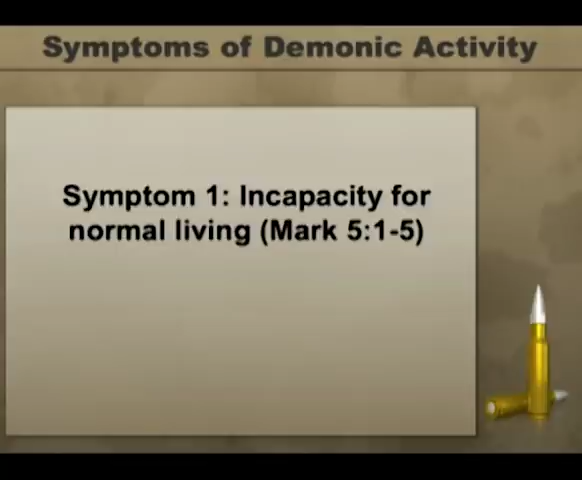 Symptoms of Demonic Activity
Symptom 1: Incapacity for
normal living (Mark 5:1-5)